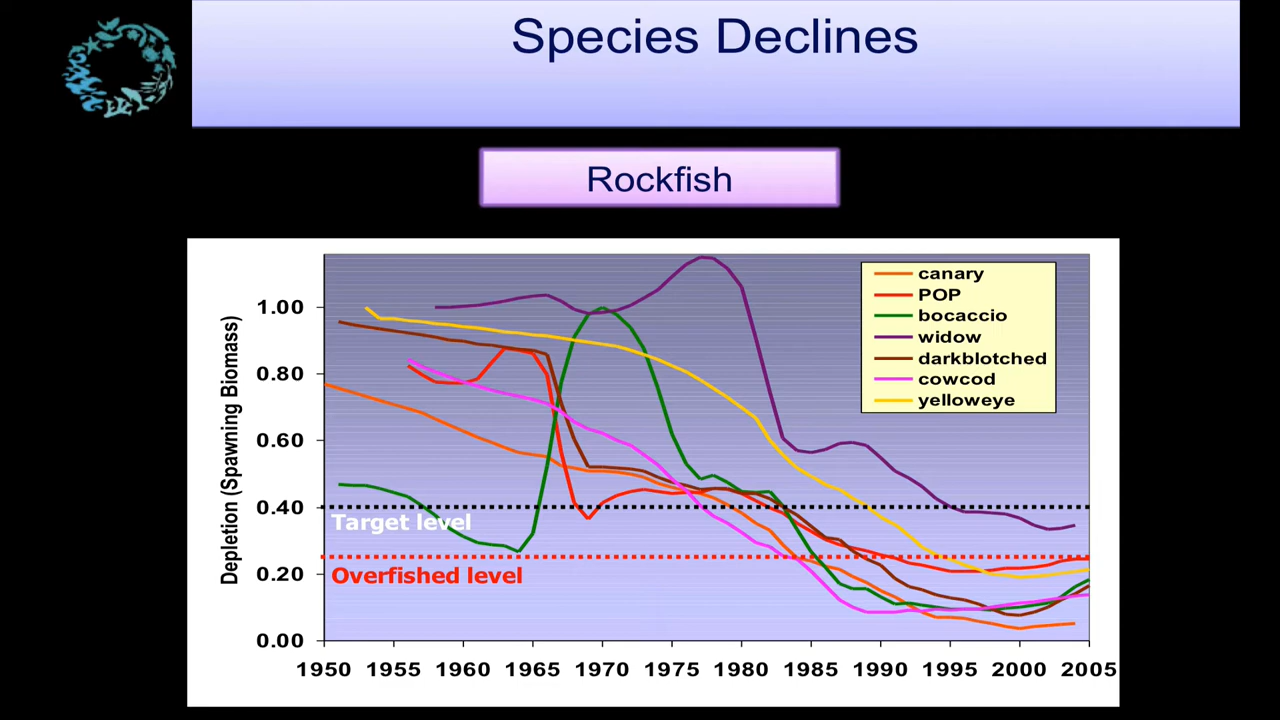 Species Declines
Rockfish
Depletion (Spawning Biomass)
1.00
0.80
0.60
0.40
0.20
0.00
canary
POP
bocaccio
widow
darkblotched
cowcod
yelloweye
Target level
Overfished level
1950 1955 1960 1965 1970 1975 1980 1985 1990 1995 2000 2005